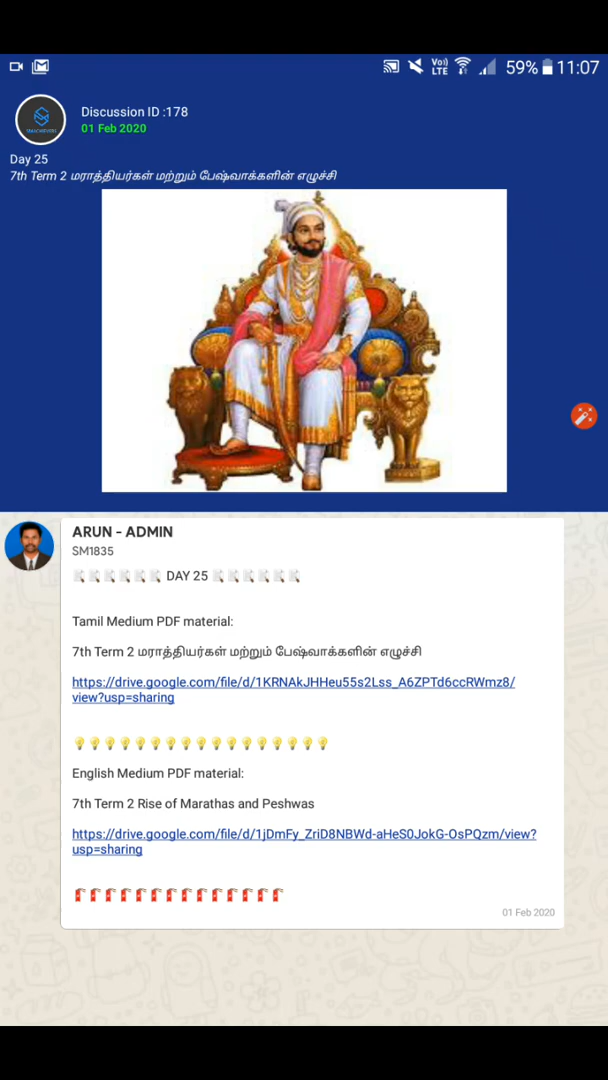 59% 11:07
Vo))
LTE
Discussion ID :178
01 Feb 2020
Day 25
7th Term 2 மராத்தியர்கள் மற்றும் பேஷ்வாக்களின் எழுச்சி
ARUN - ADMIN
SM1835
DAY 25
Tamil Medium PDF material:
7th Term 2 மராத்தியர்கள் மற்றும் பேஷ்வாக்களின் எழுச்சி
https://drive.google.com/file/d/1KRNAkJHHeu55s2Lss_A6ZPTd6ccRWmz8/
view?usp=sharing
English Medium PDF material:
7th Term 2 Rise of Marathas and Peshwas
https://drive.google.com/file/d/1jDmFy_ZriD8NBWd-aHeS0JokG-OsPQzm/view?
usp=sharing
01 Feb 2020